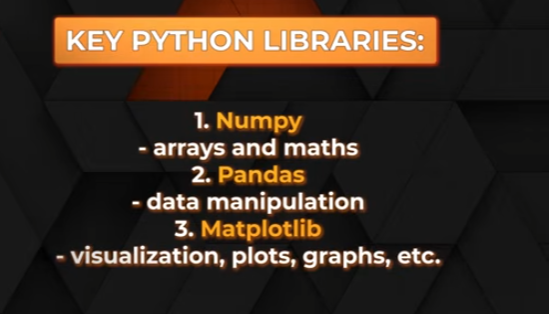 KEY PYTHON LIBRARIES:
1. Numpy
- arrays and maths
2. Pandas
- data manipulation
3. Matplotlib
- visualization, plots, graphs, etc.